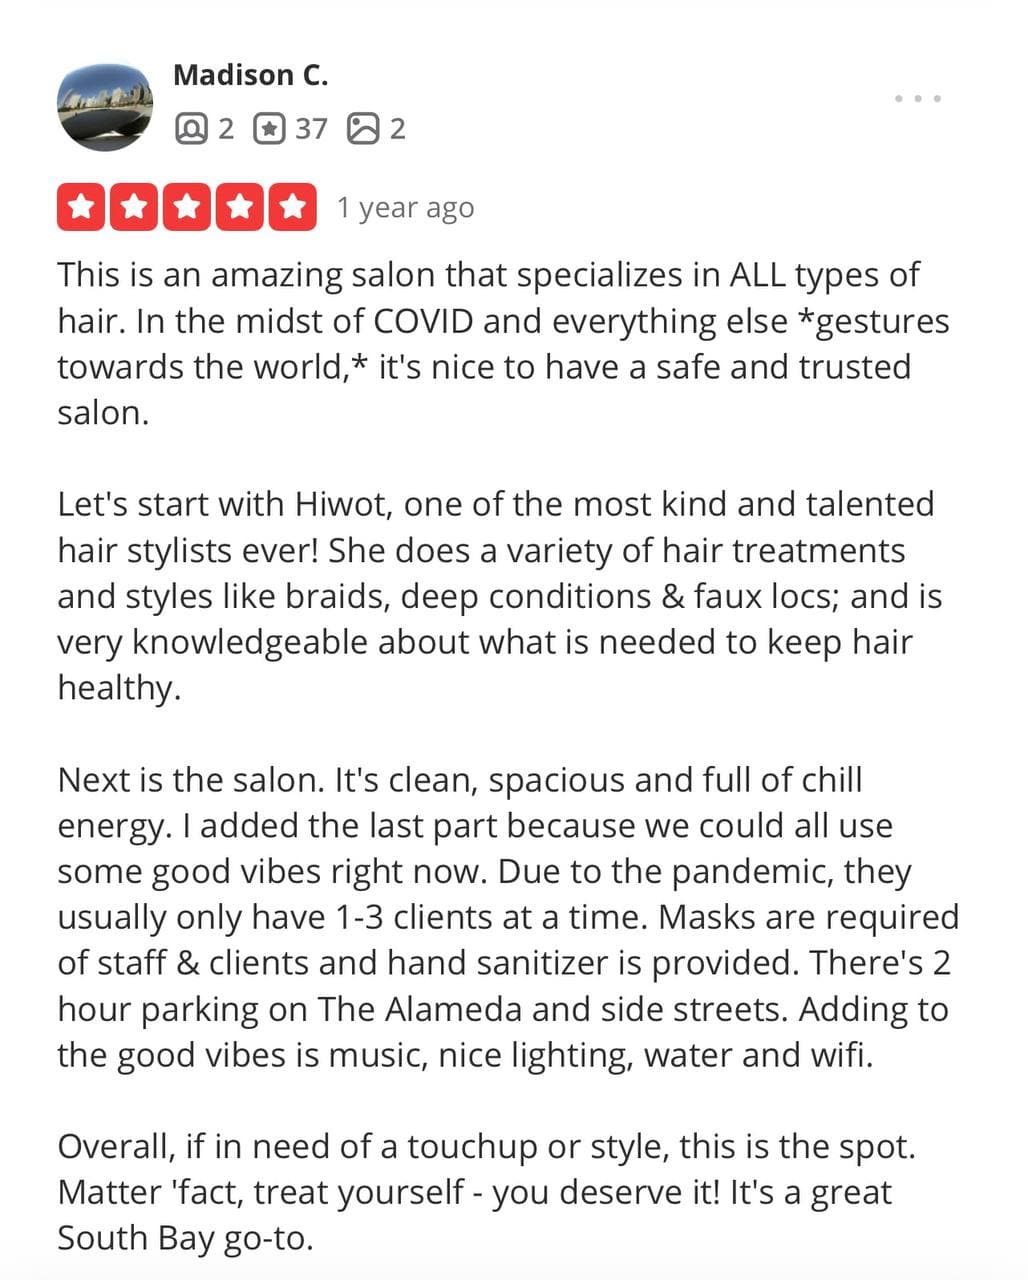 Madison C.
2 37 2
1 year ago
This is an amazing salon that specializes in ALL types of
hair. In the midst of COVID and everything else *gestures
towards the world,* it's nice to have a safe and trusted
salon.
Let's start with Hiwot, one of the most kind and talented
hair stylists ever! She does a variety of hair treatments
and styles like braids, deep conditions & faux locs; and is
very knowledgeable about what is needed to keep hair
healthy.
Next is the salon. It's clean, spacious and full of chill
energy. I added the last part because we could all use
some good vibes right now. Due to the pandemic, they
usually only have 1-3 clients at a time. Masks are required
of staff & clients and hand sanitizer is provided. There's 2
hour parking on The Alameda and side streets. Adding to
the good vibes is music, nice lighting, water and wifi.
Overall, if in need of a touchup or style, this is the spot.
Matter 'fact, treat yourself - you deserve it! It's a great
South Bay go-to.